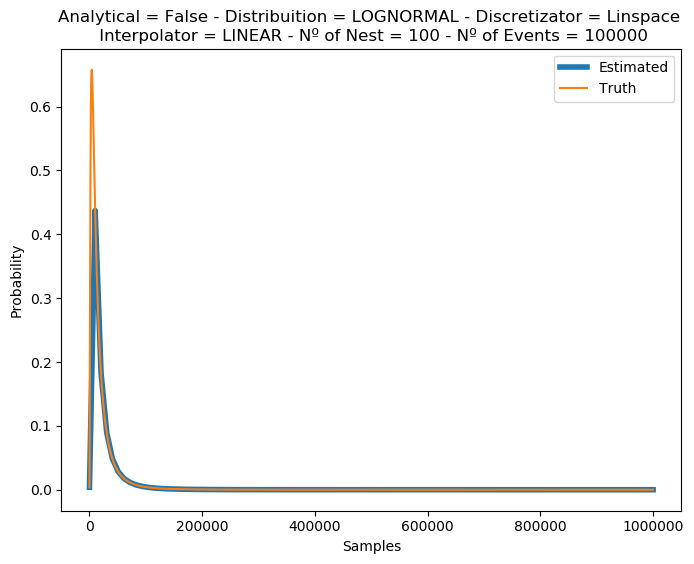 Analytical = False - Distribuition = LOGNORMAL - Discretizator = Linspace
Interpolator = LINEAR - Nº of Nest = 100 - Nº of Events = 100000
Estimated
Truth
0.6
0.5
0.4
0.3
0.2
0.1
0.0
Probability
0 200000 400000 600000 800000 1000000
Samples